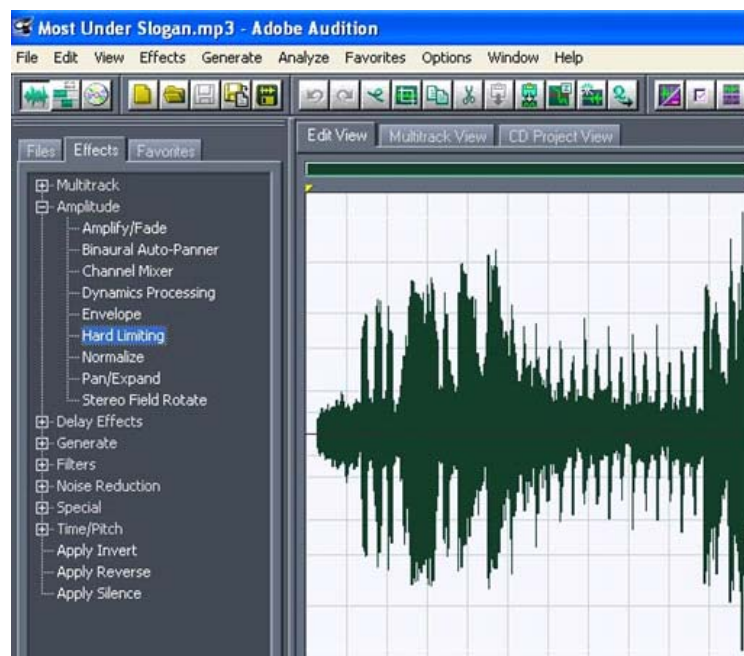 Most Under Slogan.mp3 - Adobe Audition
File Edit View Effects Generate Analyze Favorites Options Window Help
Files Effects Favorites
Edit View Multitrack View CD Project View
Multitrack
Amplitude
Amplify/Fade
Binaural Auto-Panner
Channel Mixer
Dynamics Processing
Envelope
Hard Limiting
Normalize
Pan/Expand
Stereo Field Rotate
Delay Effects
Generate
Filters
Noise Reduction
Special
Time/Pitch
Apply Invert
Apply Reverse
Apply Silence